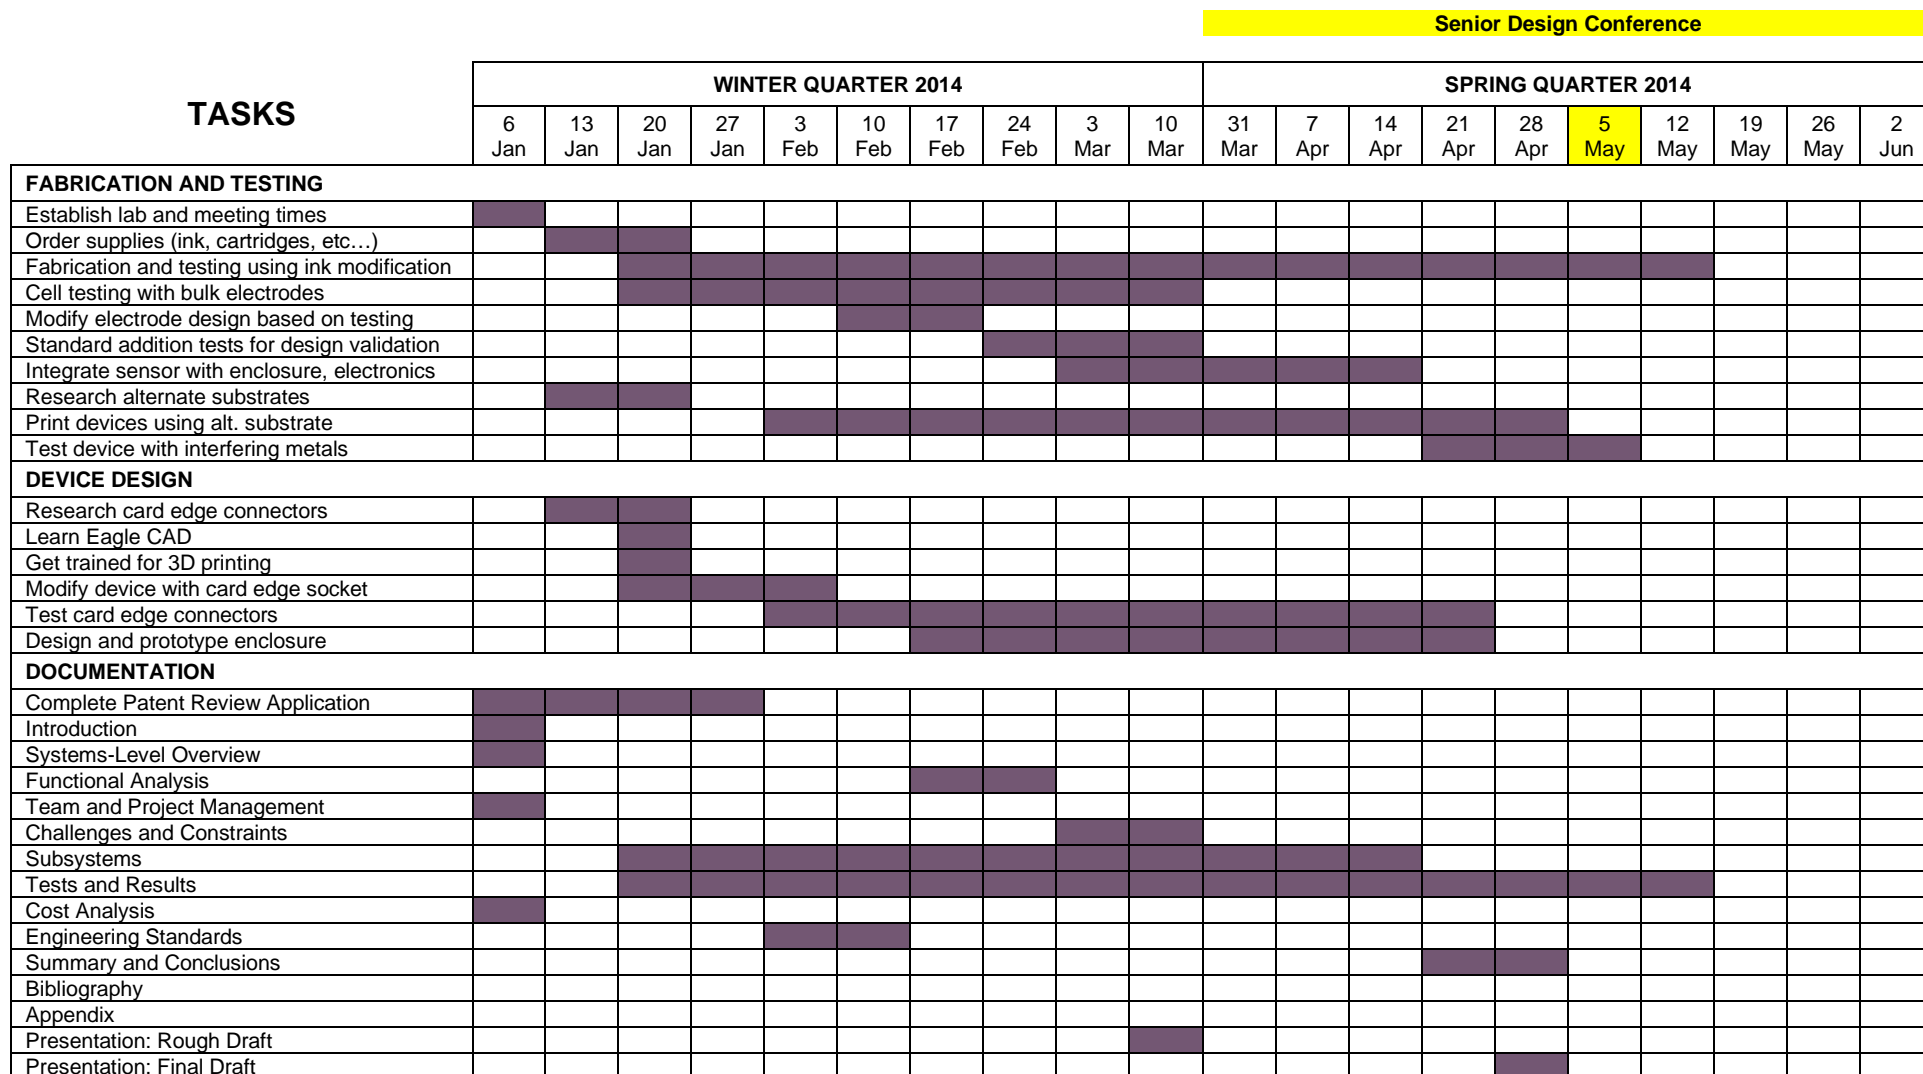 Senior Design Conference
WINTER QUARTER 2014 SPRING QUARTER 2014
TASKS
6 13 20 27 3 10 17 24 3 10 31 7 14 21 28 5 12 19 26 2
Jan Jan Jan Jan Feb Feb Feb Feb Mar Mar Mar Apr Apr Apr Apr May May May May Jun
FABRICATION AND TESTING
Establish lab and meeting times
Order supplies (ink, cartridges, etc…)
Fabrication and testing using ink modification
Cell testing with bulk electrodes
Modify electrode design based on testing
Standard addition tests for design validation
Integrate sensor with enclosure, electronics
Research alternate substrates
Print devices using alt. substrate
Test device with interfering metals
DEVICE DESIGN
Research card edge connectors
Learn Eagle CAD
Get trained for 3D printing
Modify device with card edge socket
Test card edge connectors
Design and prototype enclosure
DOCUMENTATION
Complete Patent Review Application
Introduction
Systems-Level Overview
Functional Analysis
Team and Project Management
Challenges and Constraints
Subsystems
Tests and Results
Cost Analysis
Engineering Standards
Summary and Conclusions
Bibliography
Appendix
Presentation: Rough Draft
Presentation: Final Draft